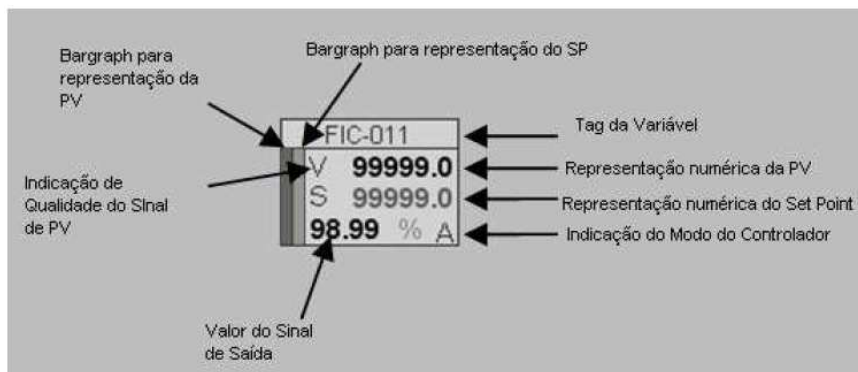 Bargraph para
representação da
PV
Bargraph para representação do SP
FIC-011
Tag da Variável
V 99999.0
Representação numérica da PV
Indicação de
Qualidade do SInal
de PV
S 99999.0
Representação numérica do Set Point
98.99 % A
Indicação do Modo do Controlador
Valor do Sinal
de Saída